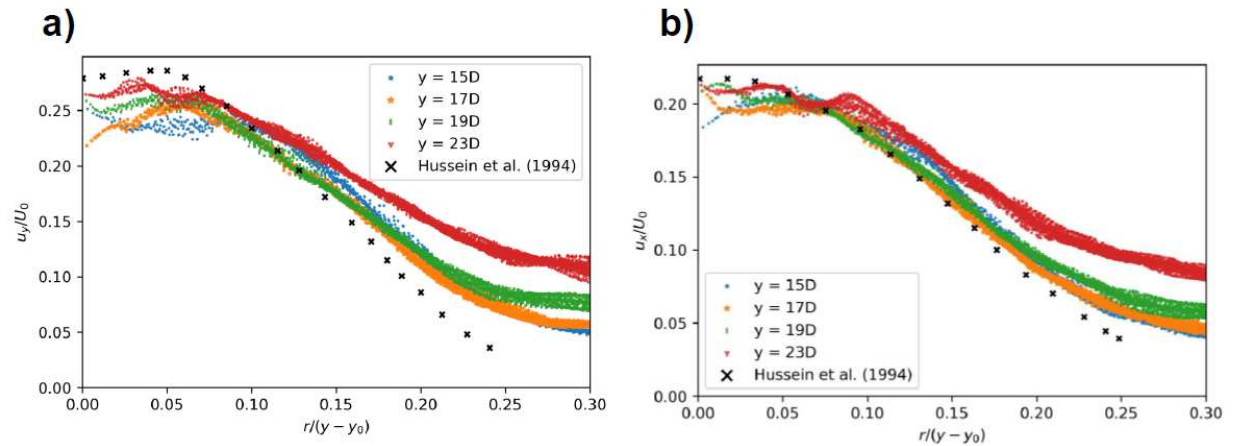 a)
0.25
0.20
0.15
0.10
0.05
0.00
u_y/U_0
0.00 0.05 0.10 0.15 0.20 0.25 0.30
r/(y − y_0)
y = 15D
y = 17D
y = 19D
y = 23D
Hussein et al. (1994)
b)
0.20
0.15
0.10
0.05
0.00
u_x/U_0
0.00 0.05 0.10 0.15 0.20 0.25 0.30
r/(y − y_0)
y = 15D
y = 17D
y = 19D
y = 23D
Hussein et al. (1994)